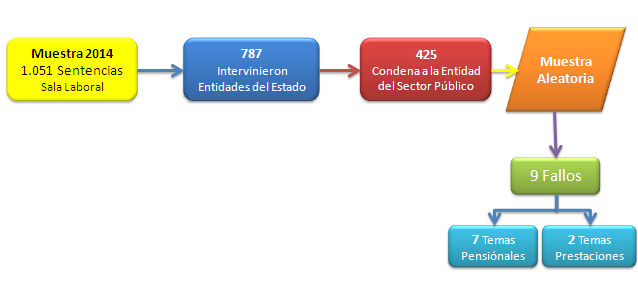 Muestra 2014
1.051 Sentencias
Sala Laboral
787
Intervinieron
Entidades del Estado
425
Condena a la Entidad
del Sector Público
Muestra
Aleatoria
9 Fallos
7 Temas
Pensiónales
2 Temas
Prestaciones